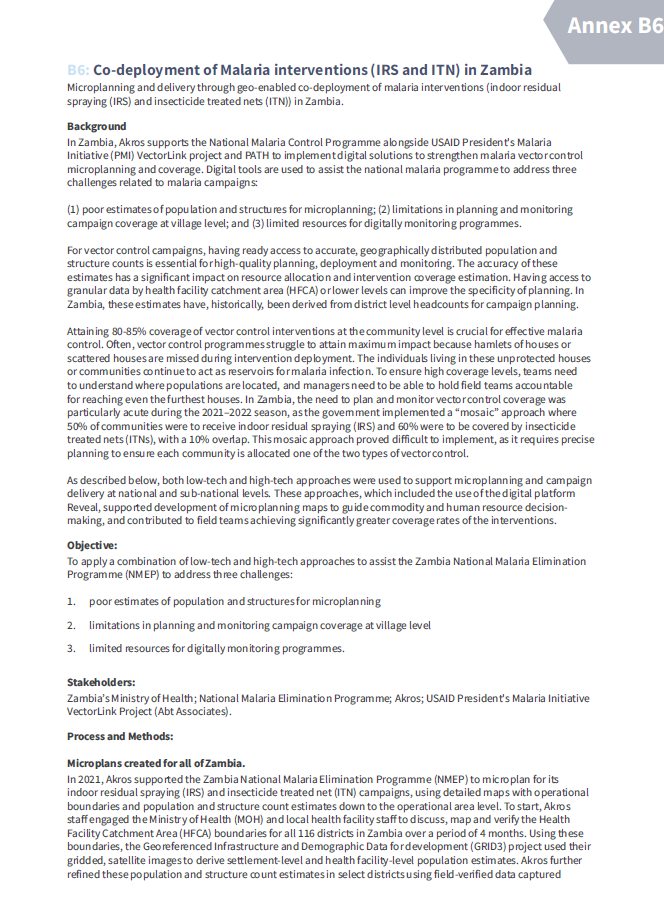 Annex B6
B6: Co-deployment of Malaria interventions (IRS and ITN) in Zambia
Microplanning and delivery through geo-enabled co-deployment of malaria interventions (indoor residual
spraying (IRS) and insecticide treated nets (ITN)) in Zambia.
Background
In Zambia, Akros supports the National Malaria Control Programme alongside USAID President's Malaria
Initiative (PMI) VectorLink project and PATH to implement digital solutions to strengthen malaria vector control
microplanning and coverage. Digital tools are used to assist the national malaria programme to address three
challenges related to malaria campaigns:
(1) poor estimates of population and structures for microplanning; (2) limitations in planning and monitoring
campaign coverage at village level; and (3) limited resources for digitally monitoring programmes.
For vector control campaigns, having ready access to accurate, geographically distributed population and
structure counts is essential for high-quality planning, deployment and monitoring. The accuracy of these
estimates has a significant impact on resource allocation and intervention coverage estimation. Having access to
granular data by health facility catchment area (HFCA) or lower levels can improve the specificity of planning. In
Zambia, these estimates have, historically, been derived from district level headcounts for campaign planning.
Attaining 80-85% coverage of vector control interventions at the community level is crucial for effective malaria
control. Often, vector control programmes struggle to attain maximum impact because hamlets of houses or
scattered houses are missed during intervention deployment. The individuals living in these unprotected houses
or communities continue to act as reservoirs for malaria infection. To ensure high coverage levels, teams need
to understand where populations are located, and managers need to be able to hold field teams accountable
for reaching even the furthest houses. In Zambia, the need to plan and monitor vector control coverage was
particularly acute during the 2021–2022 season, as the government implemented a “mosaic” approach where
50% of communities were to receive indoor residual spraying (IRS) and 60% were to be covered by insecticide
treated nets (ITNs), with a 10% overlap. This mosaic approach proved difficult to implement, as it requires precise
planning to ensure each community is allocated one of the two types of vector control.
As described below, both low-tech and high-tech approaches were used to support microplanning and campaign
delivery at national and sub-national levels. These approaches, which included the use of the digital platform
Reveal, supported development of microplanning maps to guide commodity and human resource decision-
making, and contributed to field teams achieving significantly greater coverage rates of the interventions.
Objective:
To apply a combination of low-tech and high-tech approaches to assist the Zambia National Malaria Elimination
Programme (NMEP) to address three challenges:
1. poor estimates of population and structures for microplanning
2. limitations in planning and monitoring campaign coverage at village level
3. limited resources for digitally monitoring programmes.
Stakeholders:
Zambia's Ministry of Health; National Malaria Elimination Programme; Akros; USAID President's Malaria Initiative
VectorLink Project (Abt Associates).
Process and Methods:
Microplans created for all of Zambia.
In 2021, Akros supported the Zambia National Malaria Elimination Programme (NMEP) to microplan for its
indoor residual spraying (IRS) and insecticide treated net (ITN) campaigns, using detailed maps with operational
boundaries and population and structure count estimates down to the operational area level. To start, Akros
staff engaged the Ministry of Health (MOH) and local health facility staff to discuss, map and verify the Health
Facility Catchment Area (HFCA) boundaries for all 116 districts in Zambia over a period of 4 months. Using these
boundaries, the Georeferenced Infrastructure and Demographic Data for development (GRID3) project used their
gridded, satellite images to derive settlement-level and health facility-level population estimates. Akros further
refined these population and structure count estimates in select districts using field-verified data captured